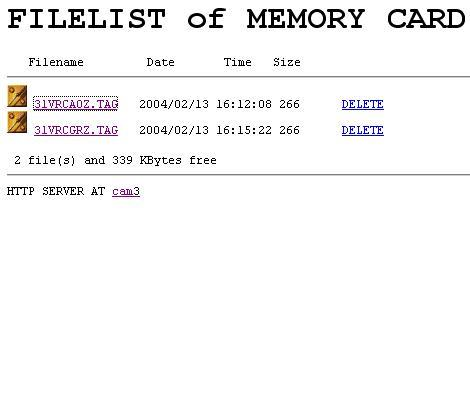 FILELIST of MEMORY CARD
Filename Date Time Size
31VRCAOZ.TAG 2004/02/13 16:12:08 266 DELETE
31VRCGRZ.TAG 2004/02/13 16:15:22 266 DELETE
2 file(s) and 339 KBytes free
HTTP SERVER AT cam3